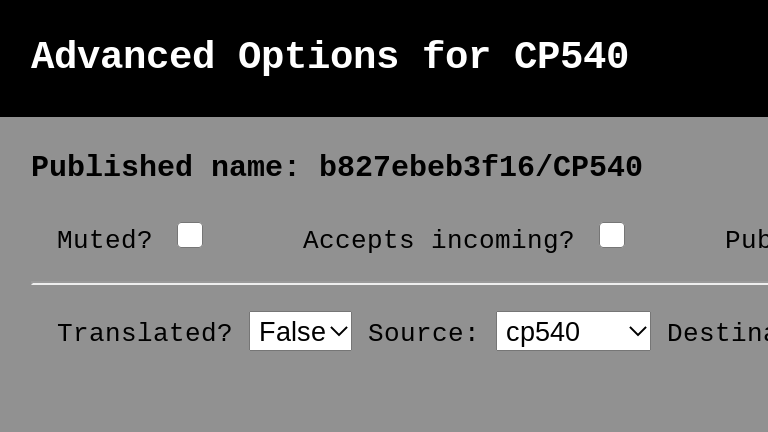 Advanced Options for CP540
Published name: b827ebeb3f16/CP540
Muted? Accepts incoming? Pub
Translated? False Source: cp540 Destina